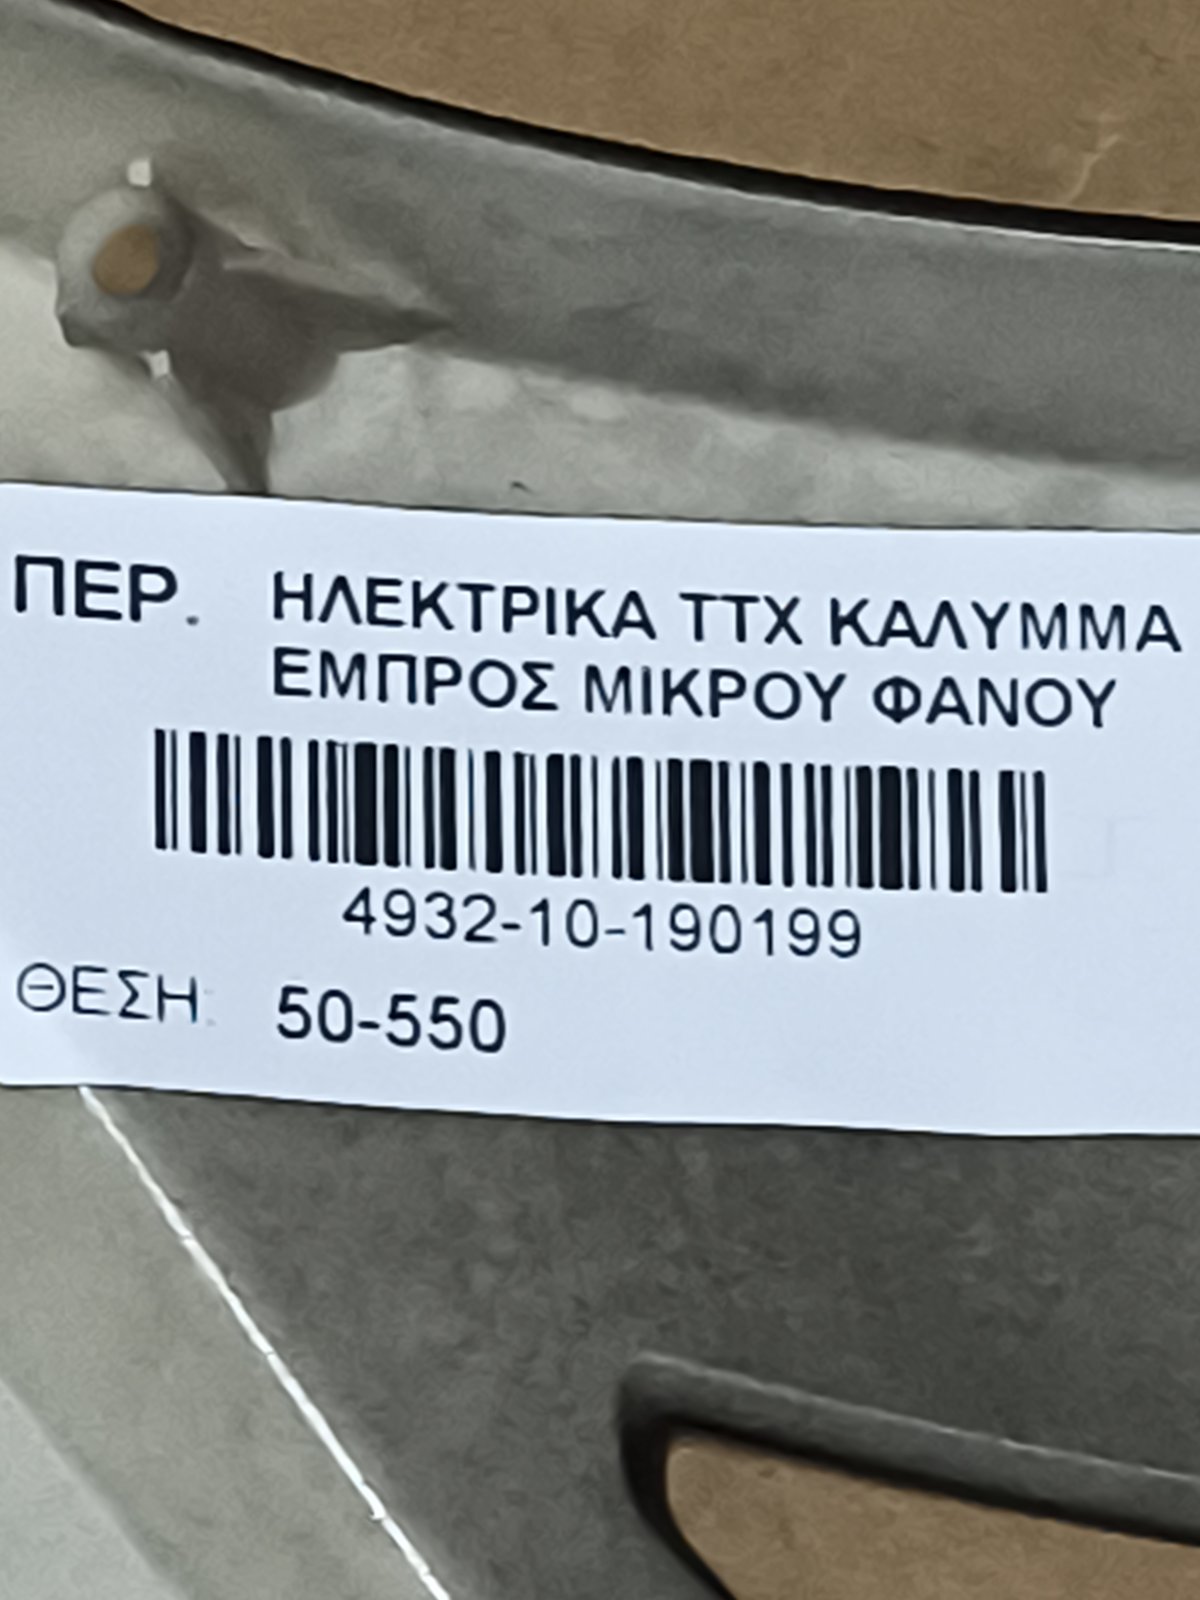 ΠΕΡ. ΗΛΕΚΤΡΙΚΑ ΤΤΧ ΚΑΛΥΜΜΑ
ΕΜΠΡΟΣ ΜΙΚΡΟΥ ΦΑΝΟΥ
4932-10-190199
ΘΕΣΗ: 50-550